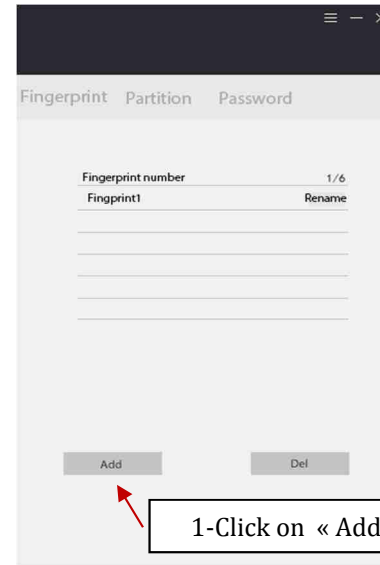 Fingerprint Partition Password
Fingerprint number 1/6
Fingprint1 Rename
Add Del
1-Click on « Add